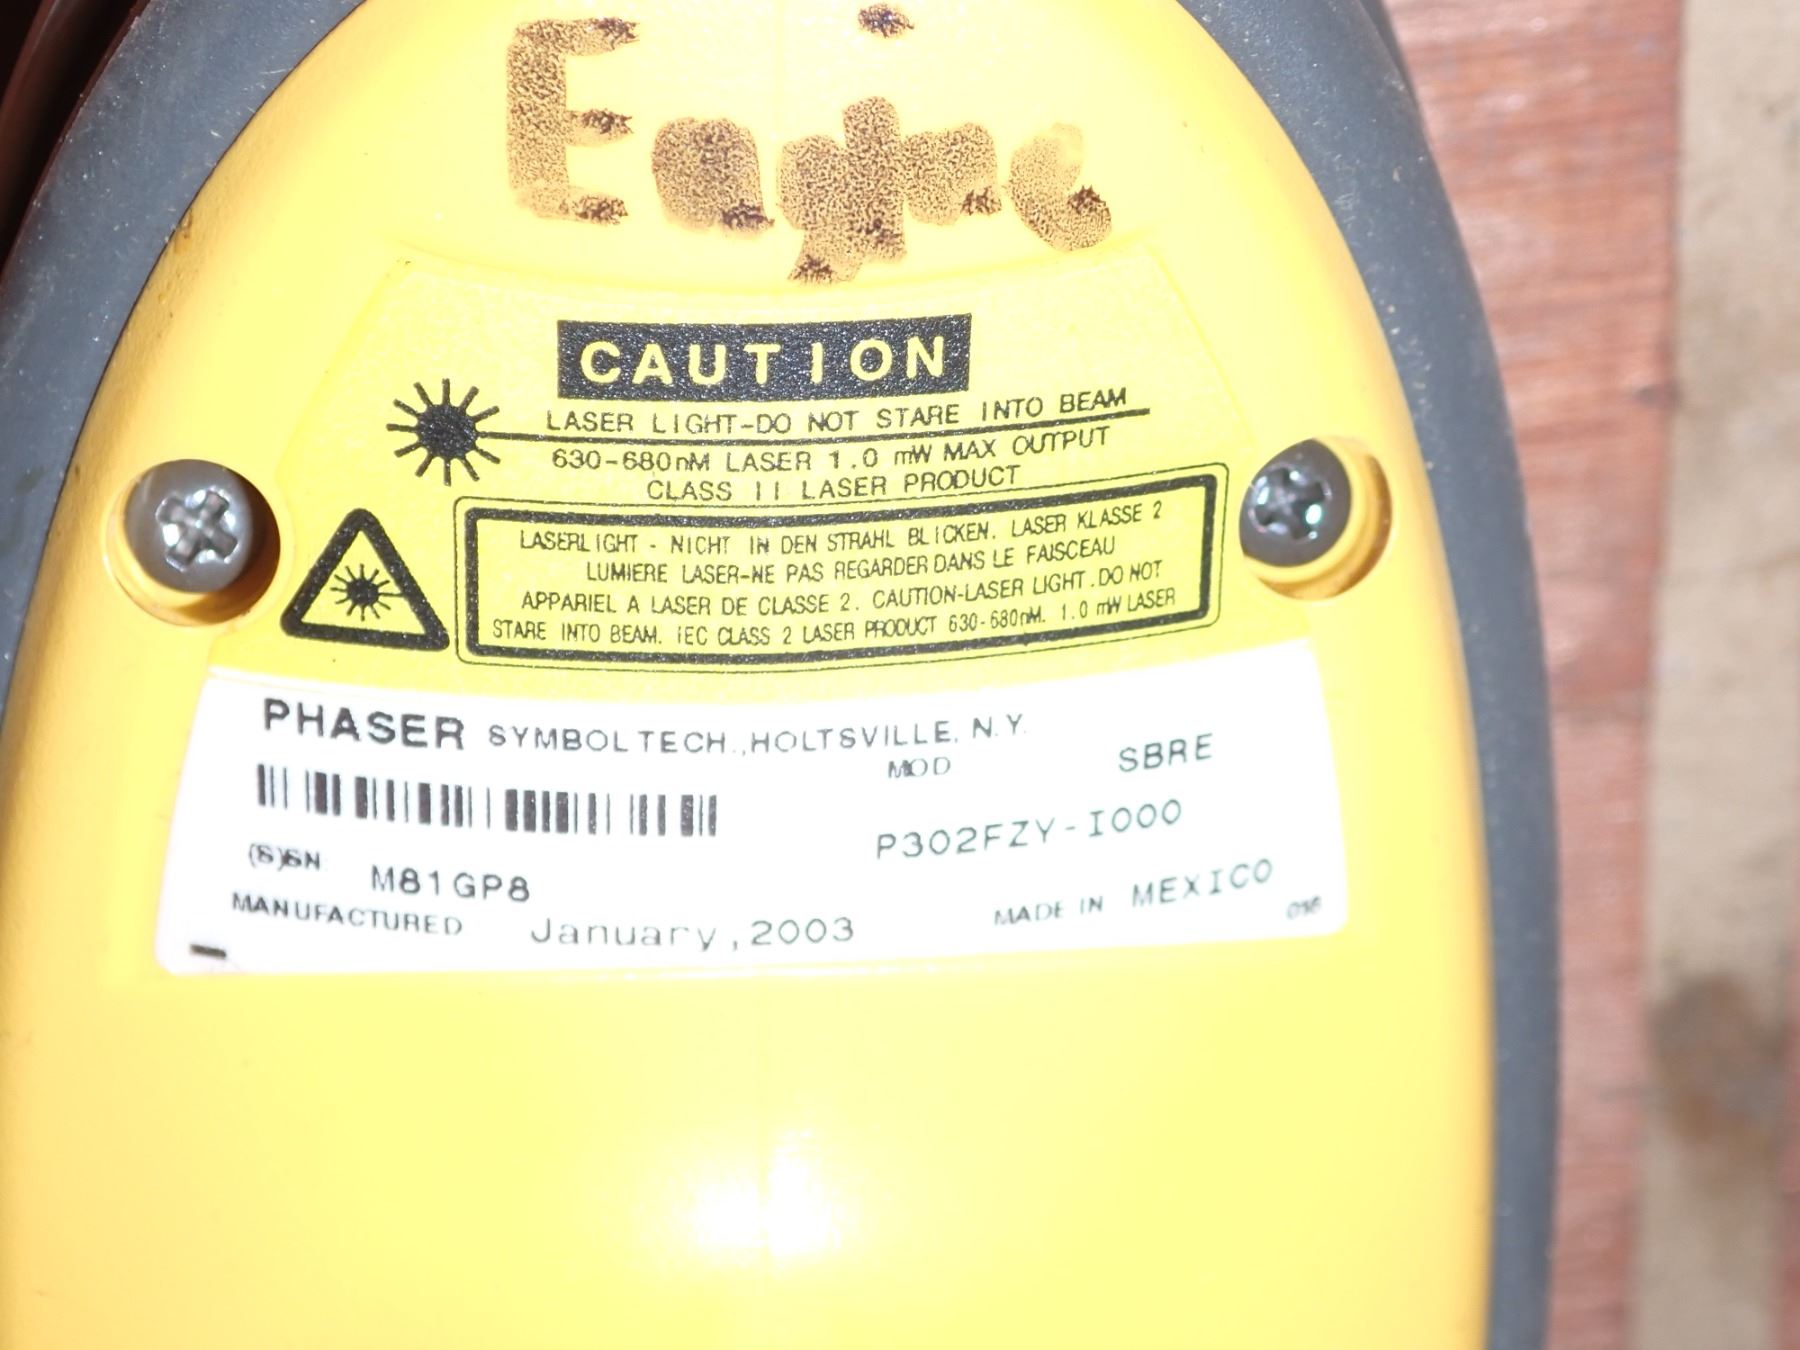 CAUTION
LASER LIGHT-DO NOT STARE INTO BEAM
630-680nM LASER 1.0 mW MAX OUTPUT
CLASS II LASER PRODUCT
LASERLIGHT - NICHT IN DEN STRAHL BLICKEN. LASER KLASSE 2
LUMIERE LASER-NE PAS REGARDER DANS LE FAISCEAU
APPARIEL A LASER DE CLASSE 2. CAUTION-LASER LIGHT. DO NOT
STARE INTO BEAM. IEC CLASS 2 LASER PRODUCT 630-680nM. 1.0 mW LASER
PHASER SYMBOL TECH., HOLTSVILLE, N.Y.
MOD SBRE
P302FZY-I000
(S)SN M81GP8
MANUFACTURED January, 2003
MADE IN MEXICO
016